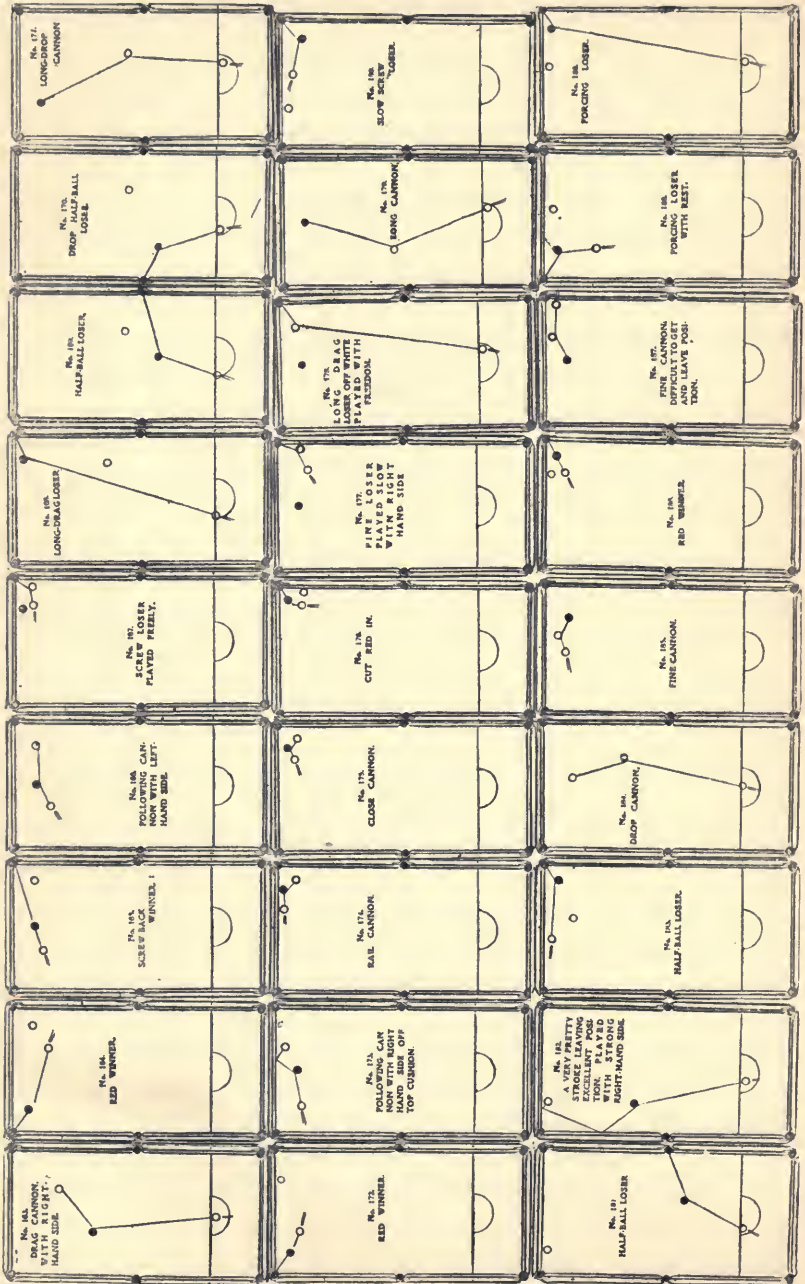 No. 171.
LONG-DROP
CANNON
No. 180.
SLOW SCREW
LOSER.
No. 189.
FORCING LOSER.
No. 170.
DROP HALF-BALL
LOSER.
No. 179.
LONG CANNON.
No. 188.
FORCING LOSER
WITH REST.
No. 169.
HALF-BALL LOSER.
No. 178.
LONG DRAG
LOSER OFF WHITE
PLAYED WITH
FREEDOM.
No. 187.
FINE CANNON.
DIFFICULT TO GET
AND LEAVE POSI-
TION.
No. 168.
LONG-DRAG LOSER
No. 177.
FINE LOSER
PLAYED SLOW
WITH RIGHT
HAND SIDE
No. 186.
RED WINNER.
No. 167.
SCREW LOSER
PLAYED FREELY.
No. 176.
CUT RED IN.
No. 185.
FINE CANNON.
No. 166.
FOLLOWING CAN-
NON WITH LEFT-
HAND SIDE.
No. 175.
CLOSE CANNON.
No. 184.
DROP CANNON.
No. 165.
SCREW BACK
WINNER.
No. 174.
RAIL CANNON.
No. 183.
HALF-BALL LOSER.
No. 164.
RED WINNER.
No. 173.
FOLLOWING CAN
NON WITH RIGHT
HAND SIDE OFF
TOP CUSHION.
No. 182.
A VERY PRETTY
STROKE LEAVING
EXCELLENT POSI
TION. PLAYED
WITH STRONG
RIGHT-HAND SIDE.
No. 163.
DRAG CANNON.
WITH RIGHT-
HAND SIDE.
No. 172.
RED WINNER.
No. 181
HALF-BALL LOSER